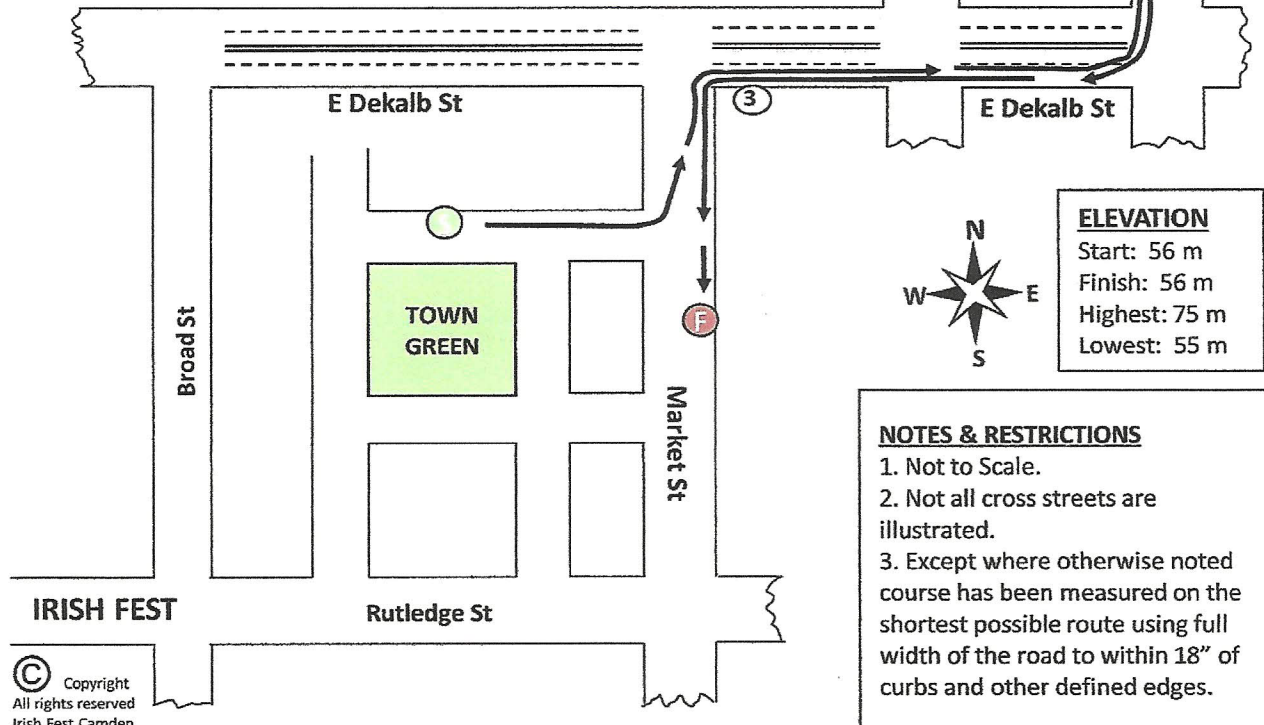 E Dekalb St
3
E Dekalb St
S
ELEVATION
Start: 56 m
Finish: 56 m
Highest: 75 m
Lowest: 55 m
N
W
E
S
TOWN
GREEN
F
Broad St
Market St
NOTES & RESTRICTIONS
1. Not to Scale.
2. Not all cross streets are
illustrated.
3. Except where otherwise noted
course has been measured on the
shortest possible route using full
width of the road to within 18” of
curbs and other defined edges.
IRISH FEST
Rutledge St
© Copyright
All rights reserved
Irish Fest Camden